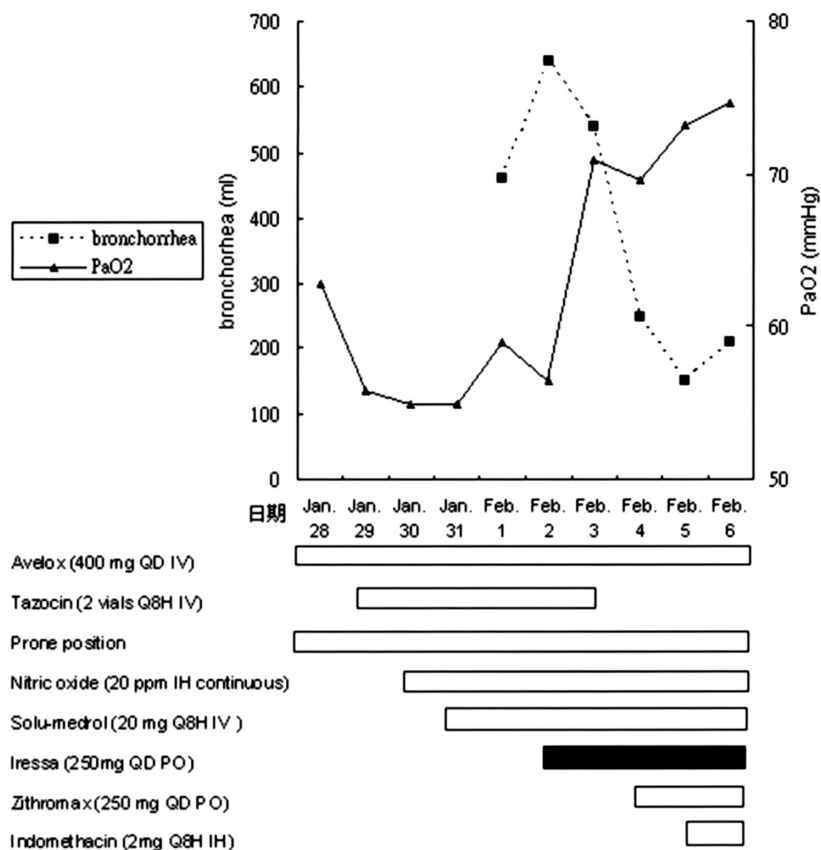 700
600
500
400
300
200
100
0
bronchorrhea (ml)
80
70
60
50
PaO2 (mmHg)
bronchorrhea
PaO2
日期
Jan. Jan. Jan. Jan. Feb. Feb. Feb. Feb. Feb. Feb.
28 29 30 31 1 2 3 4 5 6
Avelox (400 mg QD IV)
Tazocin (2 vials Q8H IV)
Prone position
Nitric oxide (20 ppm IH continuous)
Solu-medrol (20 mg Q8H IV )
Iressa (250mg QD PO)
Zithromax (250 mg QD PO)
Indomethacin (2mg Q8H IH)